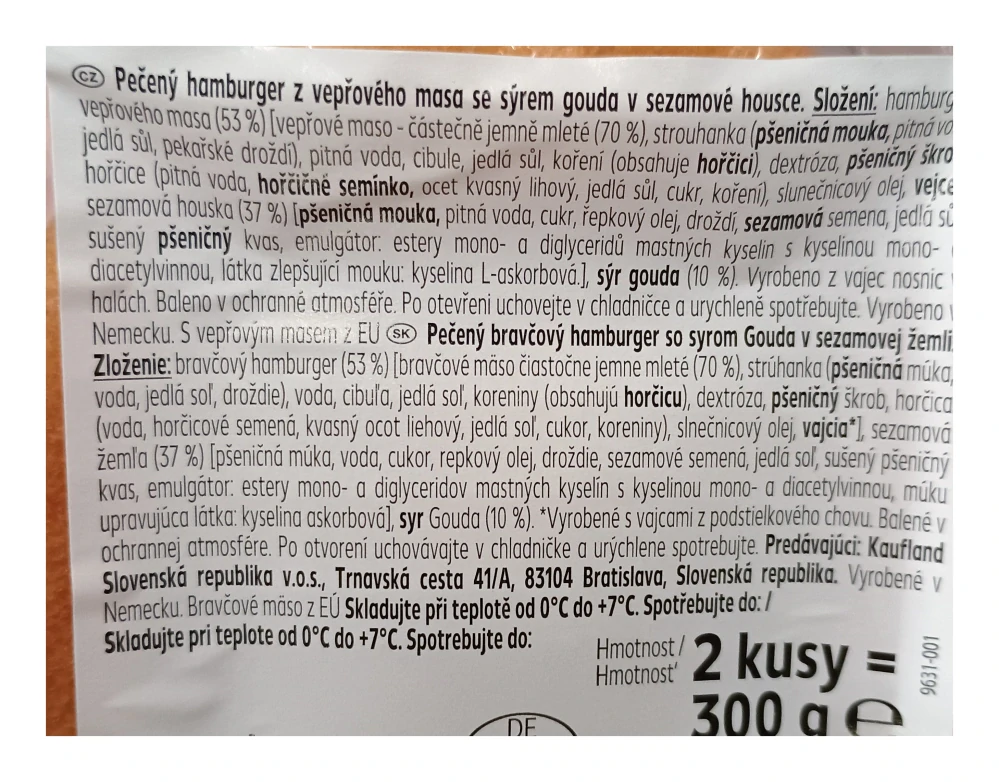 CZ Pečený hamburger z vepřového masa se sýrem gouda v sezamové housce. Složení: hamburg
vepřového masa (53 %) [vepřové maso - částečně jemně mleté (70 %), strouhanka (pšeničná mouka, pitná vo
jedlá sůl, pekařské droždí), pitná voda, cibule, jedlá sůl, koření (obsahuje hořčici), dextróza, pšeničný škro
hořčice (pitná voda, hořčičné semínko, ocet kvasný lihový, jedlá sůl, cukr, koření), slunečnicový olej, vejce
sezamová houska (37 %) [pšeničná mouka, pitná voda, cukr, řepkový olej, droždí, sezamová semena, jedlá sů
sušený pšeničný kvas, emulgátor: estery mono- a diglyceridů mastných kyselin s kyselinou mono-
diacetylvinnou, látka zlepšující mouku: kyselina L-askorbová.], sýr gouda (10 %). Vyrobeno z vajec nosnic
halách. Baleno v ochranné atmosféře. Po otevření uchovejte v chladničce a urychleně spotřebujte. Vyrobeno v
Nemecku. S vepřovým masem z EU SK Pečený bravčový hamburger so syrom Gouda v sezamovej žemli.
Zloženie: bravčový hamburger (53 %) [bravčové mäso čiastočne jemne mleté (70 %), strúhanka (pšeničná múka,
voda, jedlá soľ, droždie), voda, cibuľa, jedlá soľ, koreniny (obsahujú horčicu), dextróza, pšeničný škrob, horčica
(voda, horčicové semená, kvasný ocot liehový, jedlá soľ, cukor, koreniny), slnečnicový olej, vajcia*], sezamová
žemľa (37 %) [pšeničná múka, voda, cukor, repkový olej, droždie, sezamové semená, jedlá soľ, sušený pšeničný
kvas, emulgátor: estery mono- a diglyceridov mastných kyselín s kyselinou mono- a diacetylvinnou, múku
upravujúca látka: kyselina askorbová], syr Gouda (10 %). *Vyrobené s vajcami z podstielkového chovu. Balené v
ochrannej atmosfére. Po otvorení uchovávajte v chladničke a urýchlene spotrebujte. Predávajúci: Kaufland
Slovenská republika v.o.s., Trnavská cesta 41/A, 83104 Bratislava, Slovenská republika. Vyrobené v
Nemecku. Bravčové mäso z EÚ Skladujte při teplotě od 0°C do +7°C. Spotřebujte do: /
Skladujte pri teplote od 0°C do +7°C. Spotrebujte do:
Hmotnost /
Hmotnosť
2 kusy =
300 g e
9631-001
DE